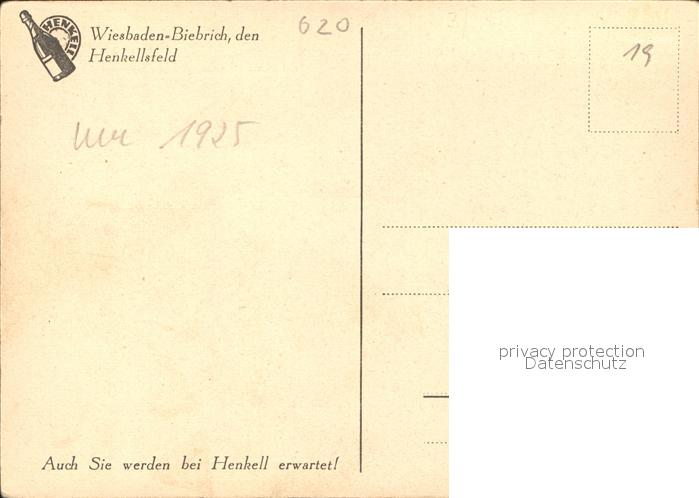 HENKELL
Wiesbaden-Biebrich, den
Henkellsfeld
620
19
1925
privacy protection
Datenschutz
Auch Sie werden bei Henkell erwartet!